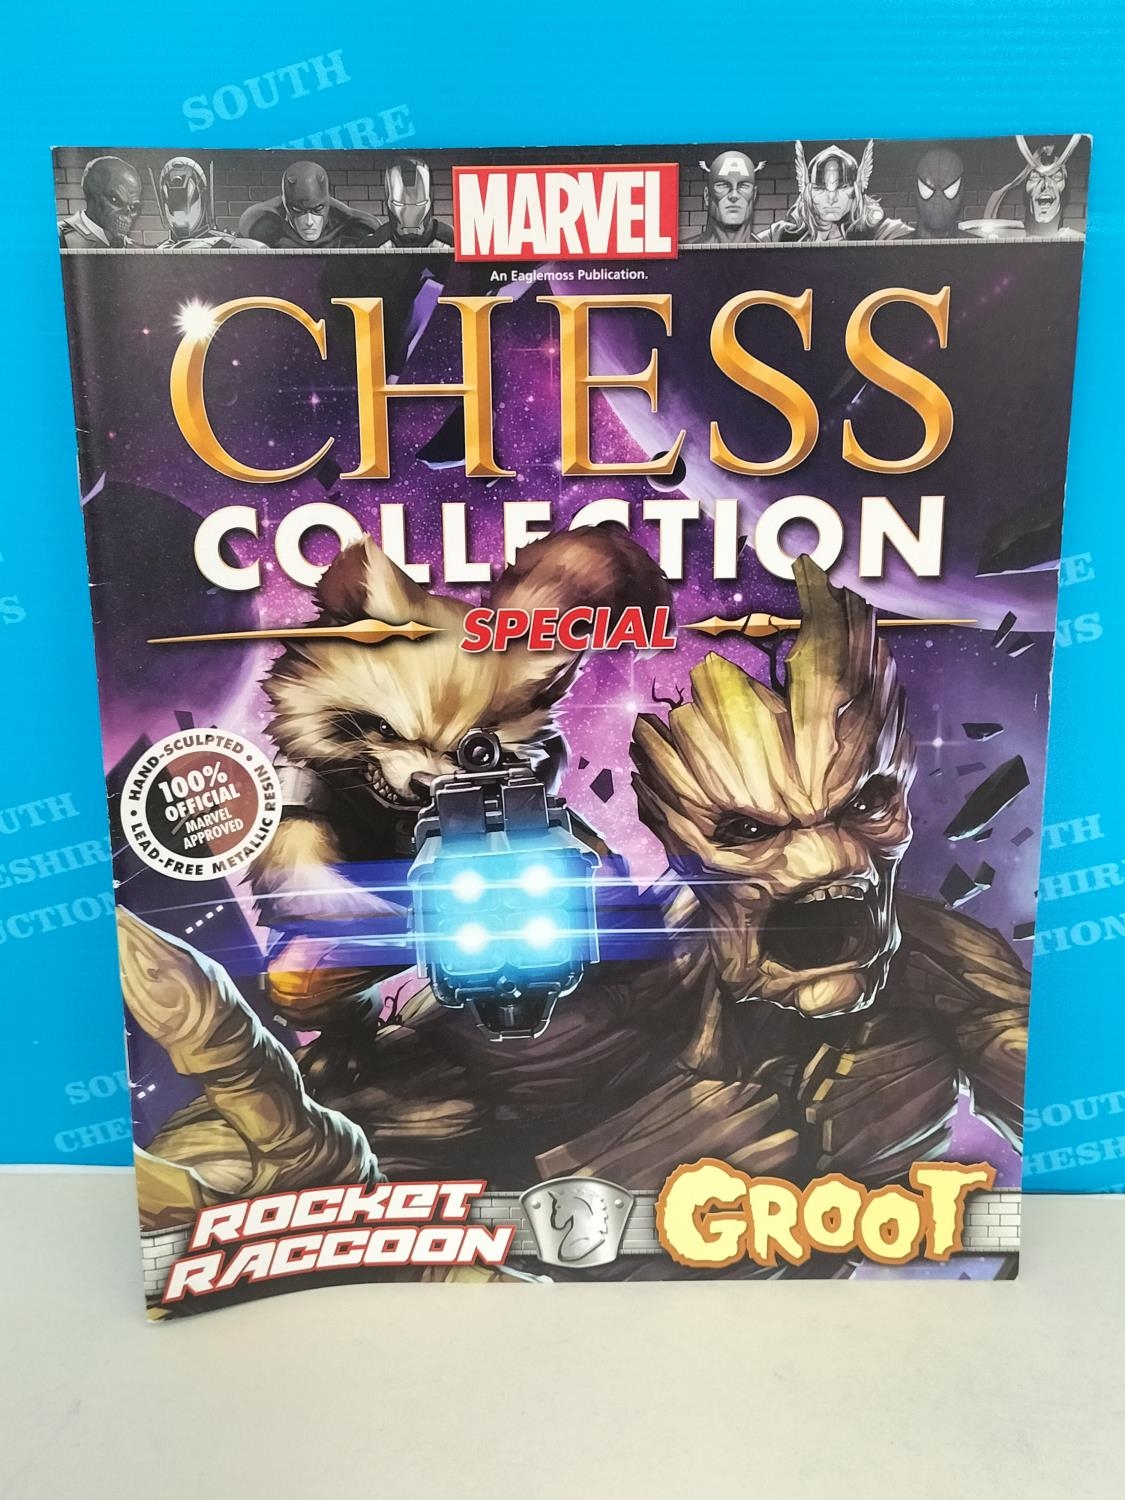 SOUTH
MARVEL
An Eaglemoss Publication.
CHESS
COLLECTION
SPECIAL
HAND-SCULPTED • LEAD-FREE METALLIC RESIN •
100%
OFFICIAL
MARVEL
APPROVED
ROCKET
RACCOON
GROOT